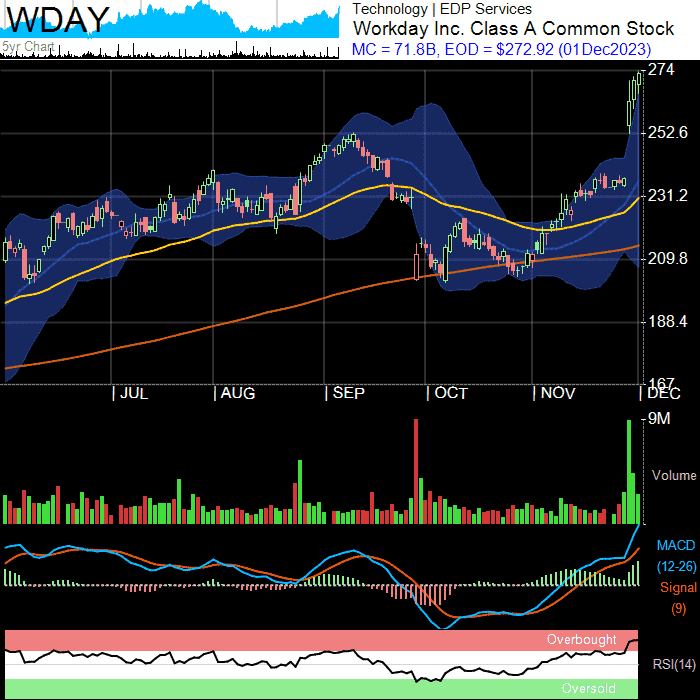 WDAY
5yr Chart
Technology | EDP Services
Workday Inc. Class A Common Stock
MC = 71.8B, EOD = $272.92 (01Dec2023)
274
252.6
231.2
209.8
188.4
167
| JUL | AUG | SEP | OCT | NOV | DEC
9M
Volume
MACD
(12-26)
Signal
(9)
Overbought
RSI(14)
Oversold